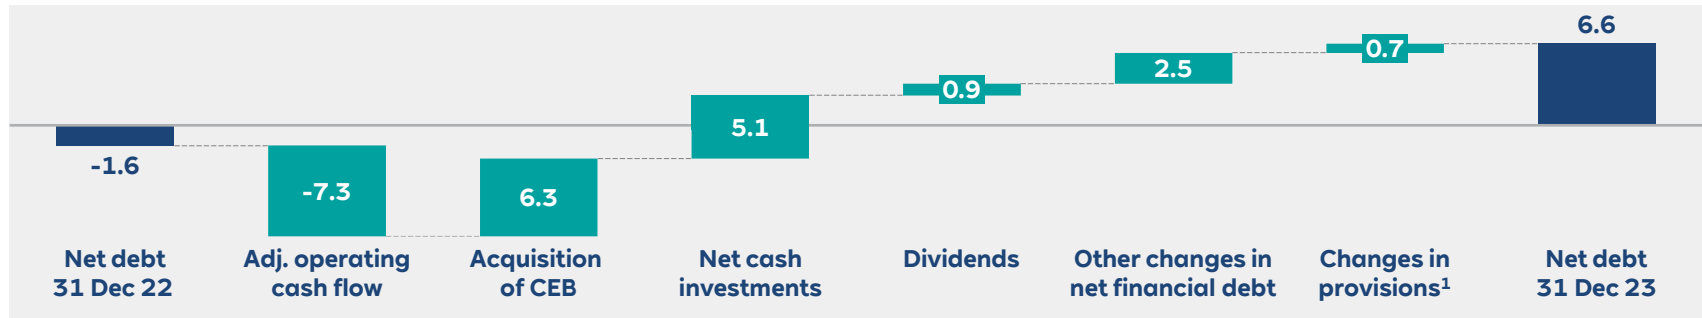 6.6
0.7
2.5
0.9
5.1
-1.6
-7.3
6.3
Net debt
31 Dec 22
Adj. operating
cash flow
Acquisition
of CEB
Net cash
investments
Dividends
Other changes in
net financial debt
Changes in
provisions¹
Net debt
31 Dec 23